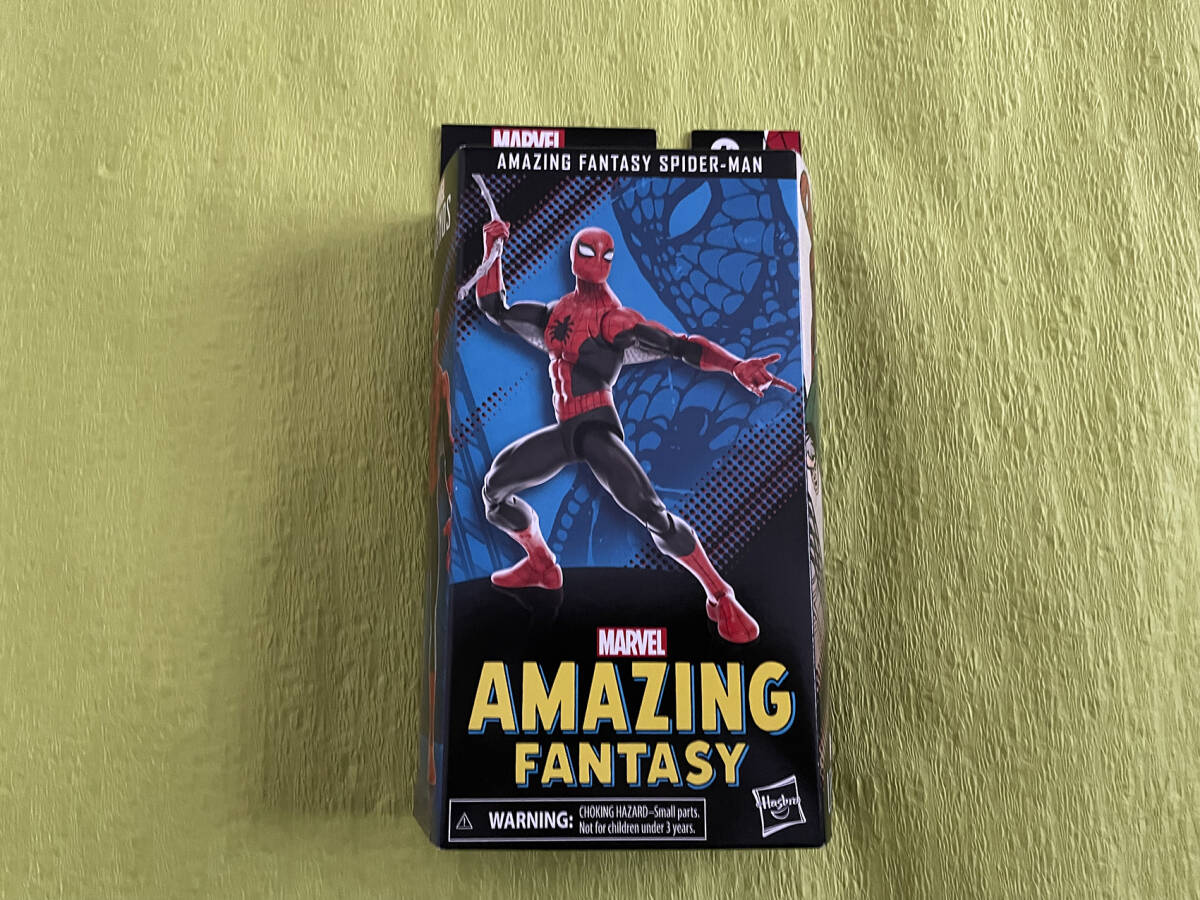 MARVEL
AMAZING FANTASY SPIDER-MAN
MARVEL
AMAZING
FANTASY
WARNING: CHOKING HAZARD–Small parts.
Not for children under 3 years.
Hasbro